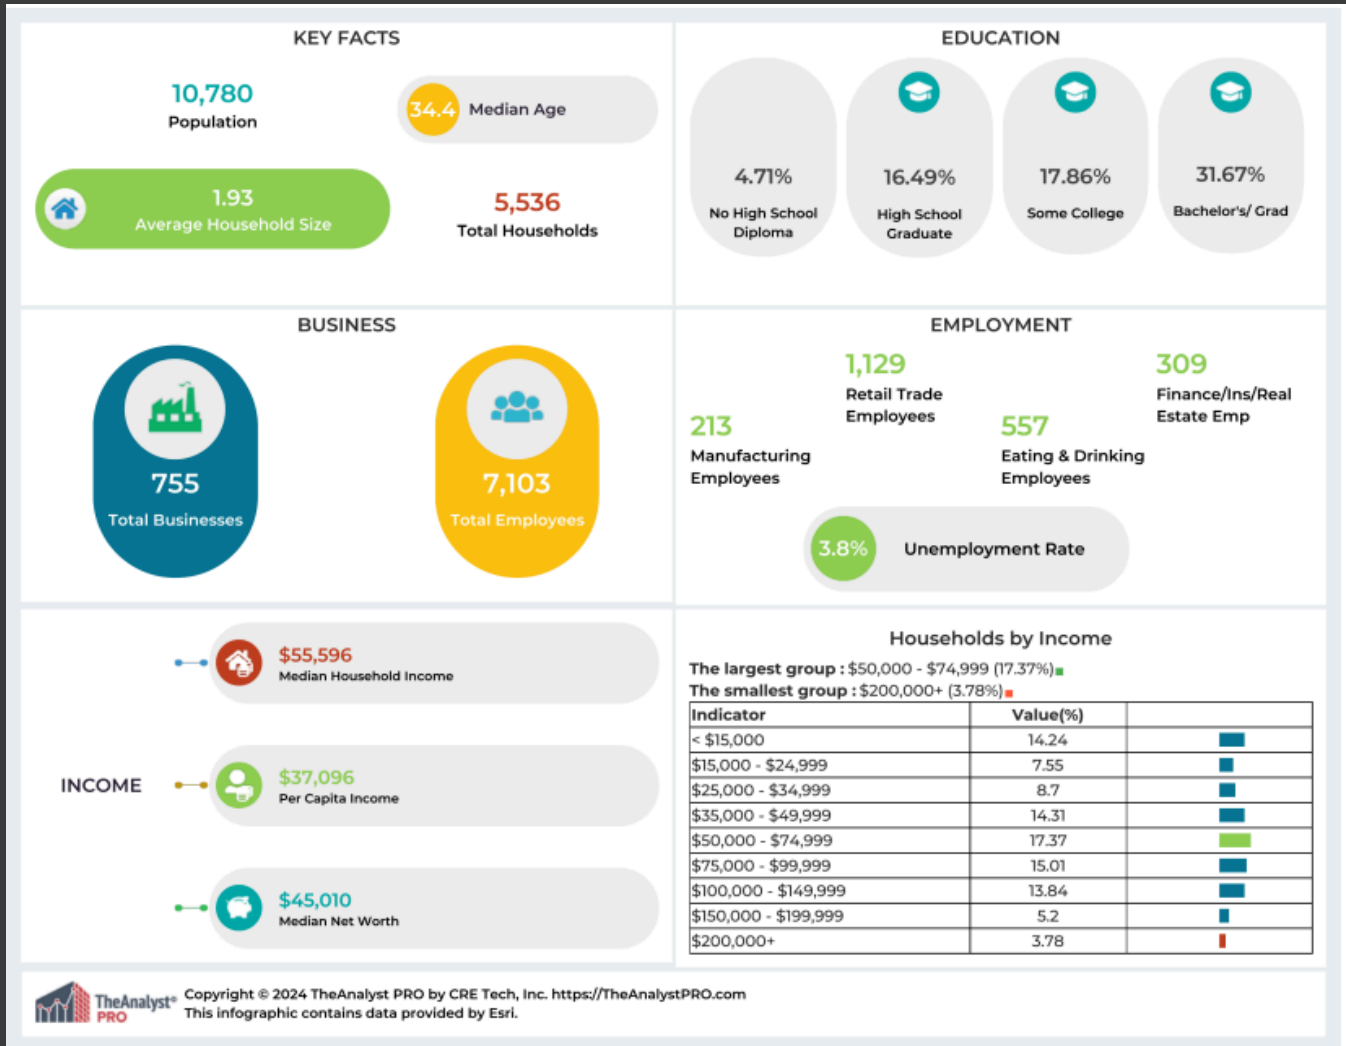 KEY FACTS
10,780
Population
34.4 Median Age
1.93
Average Household Size
5,536
Total Households
EDUCATION
4.71%
No High School
Diploma
16.49%
High School
Graduate
17.86%
Some College
31.67%
Bachelor's/ Grad
BUSINESS
755
Total Businesses
7,103
Total Employees
EMPLOYMENT
213
Manufacturing
Employees
1,129
Retail Trade
Employees
557
Eating & Drinking
Employees
309
Finance/Ins/Real
Estate Emp
3.8% Unemployment Rate
INCOME
$55,596
Median Household Income
$37,096
Per Capita Income
$45,010
Median Net Worth
Households by Income
The largest group : $50,000 - $74,999 (17.37%)
The smallest group : $200,000+ (3.78%)
Indicator Value(%)
< $15,000 14.24
$15,000 - $24,999 7.55
$25,000 - $34,999 8.7
$35,000 - $49,999 14.31
$50,000 - $74,999 17.37
$75,000 - $99,999 15.01
$100,000 - $149,999 13.84
$150,000 - $199,999 5.2
$200,000+ 3.78
TheAnalyst®
PRO
Copyright © 2024 TheAnalyst PRO by CRE Tech, Inc. https://TheAnalystPRO.com
This infographic contains data provided by Esri.